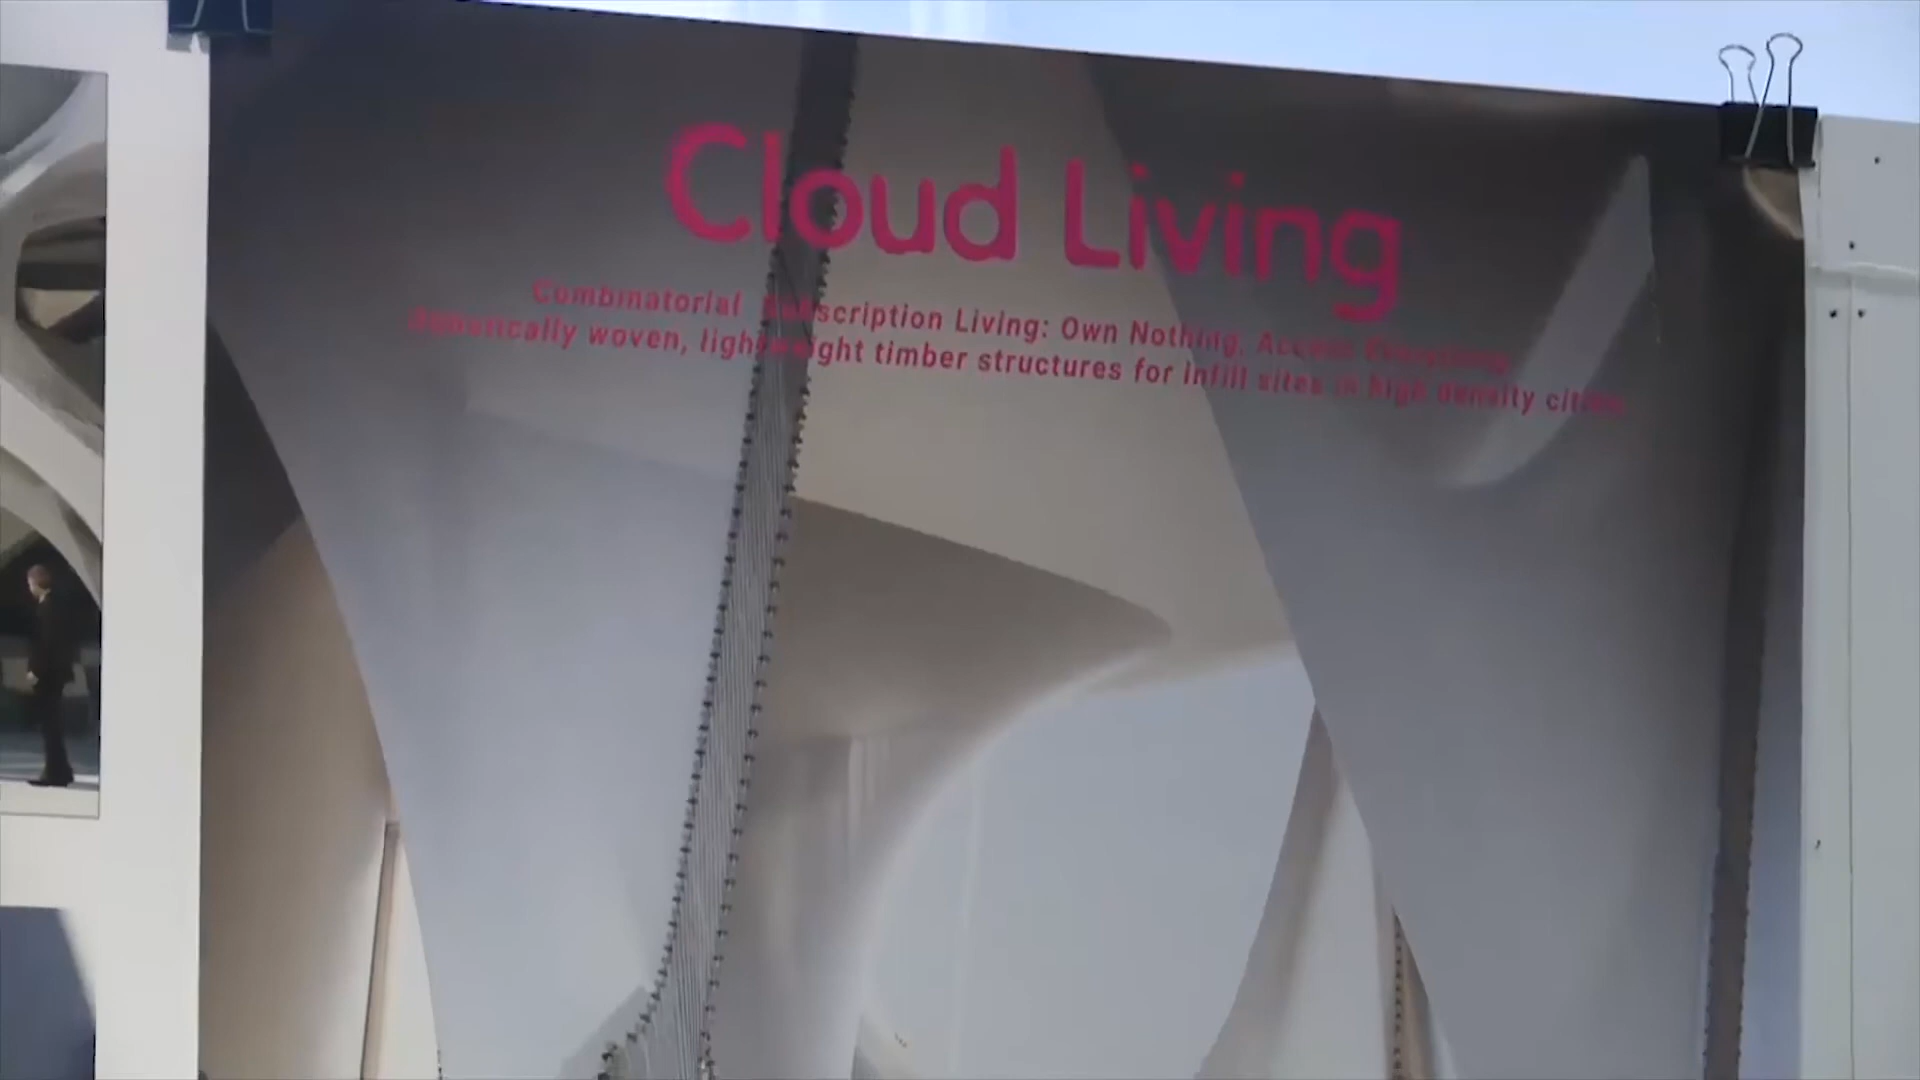 Cloud Living
Combinatorial Subscription Living: Own Nothing, Access Everything.
Robotically woven, lightweight timber structures for infill sites in high density cities